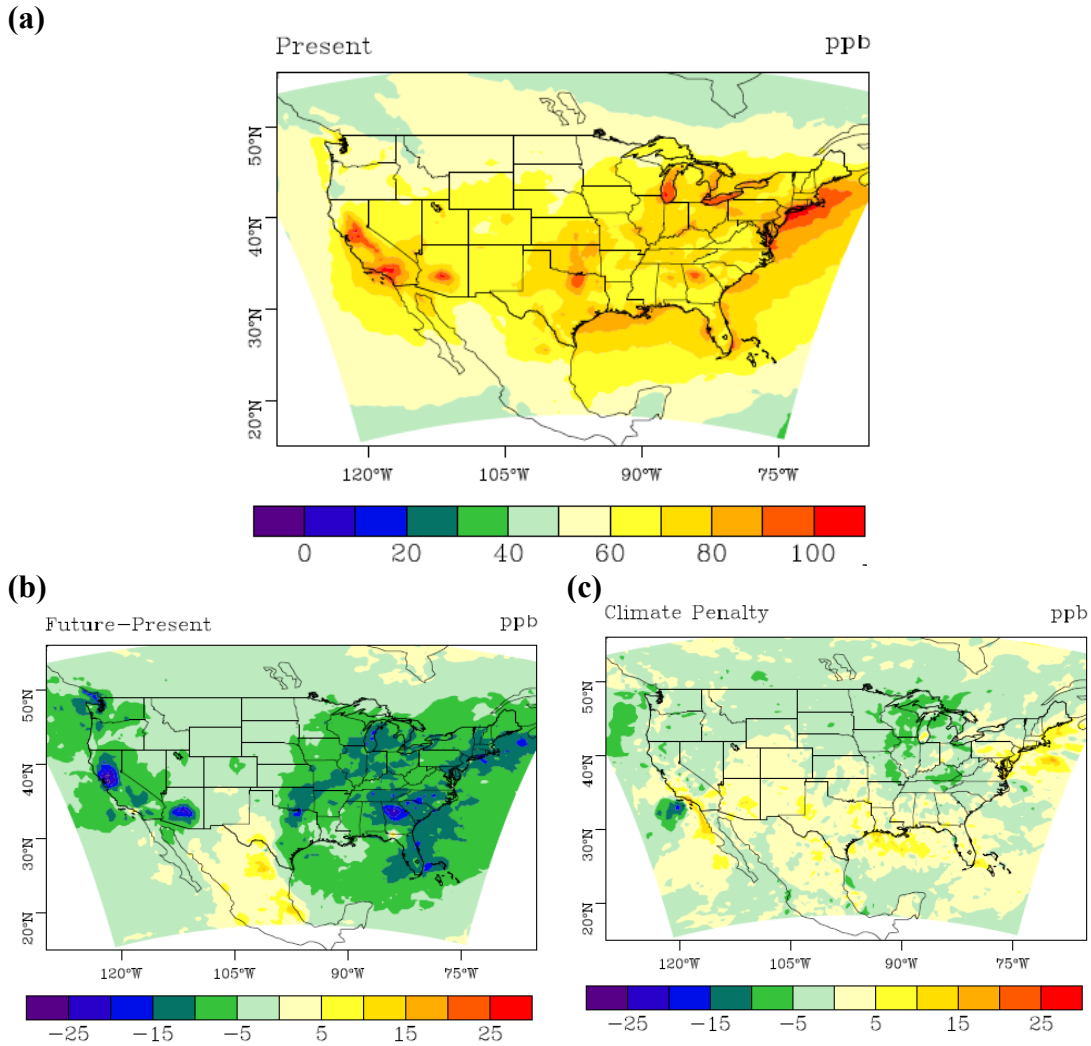 (a)
Present ppb
50°N
40°N
30°N
20°N
120°W 105°W 90°W 75°W
0 20 40 60 80 100
(b)
Future−Present ppb
50°N
40°N
30°N
20°N
120°W 105°W 90°W 75°W
−25 −15 −5 5 15 25
(c)
Climate Penalty ppb
50°N
40°N
30°N
20°N
120°W 105°W 90°W 75°W
−25 −15 −5 5 15 25